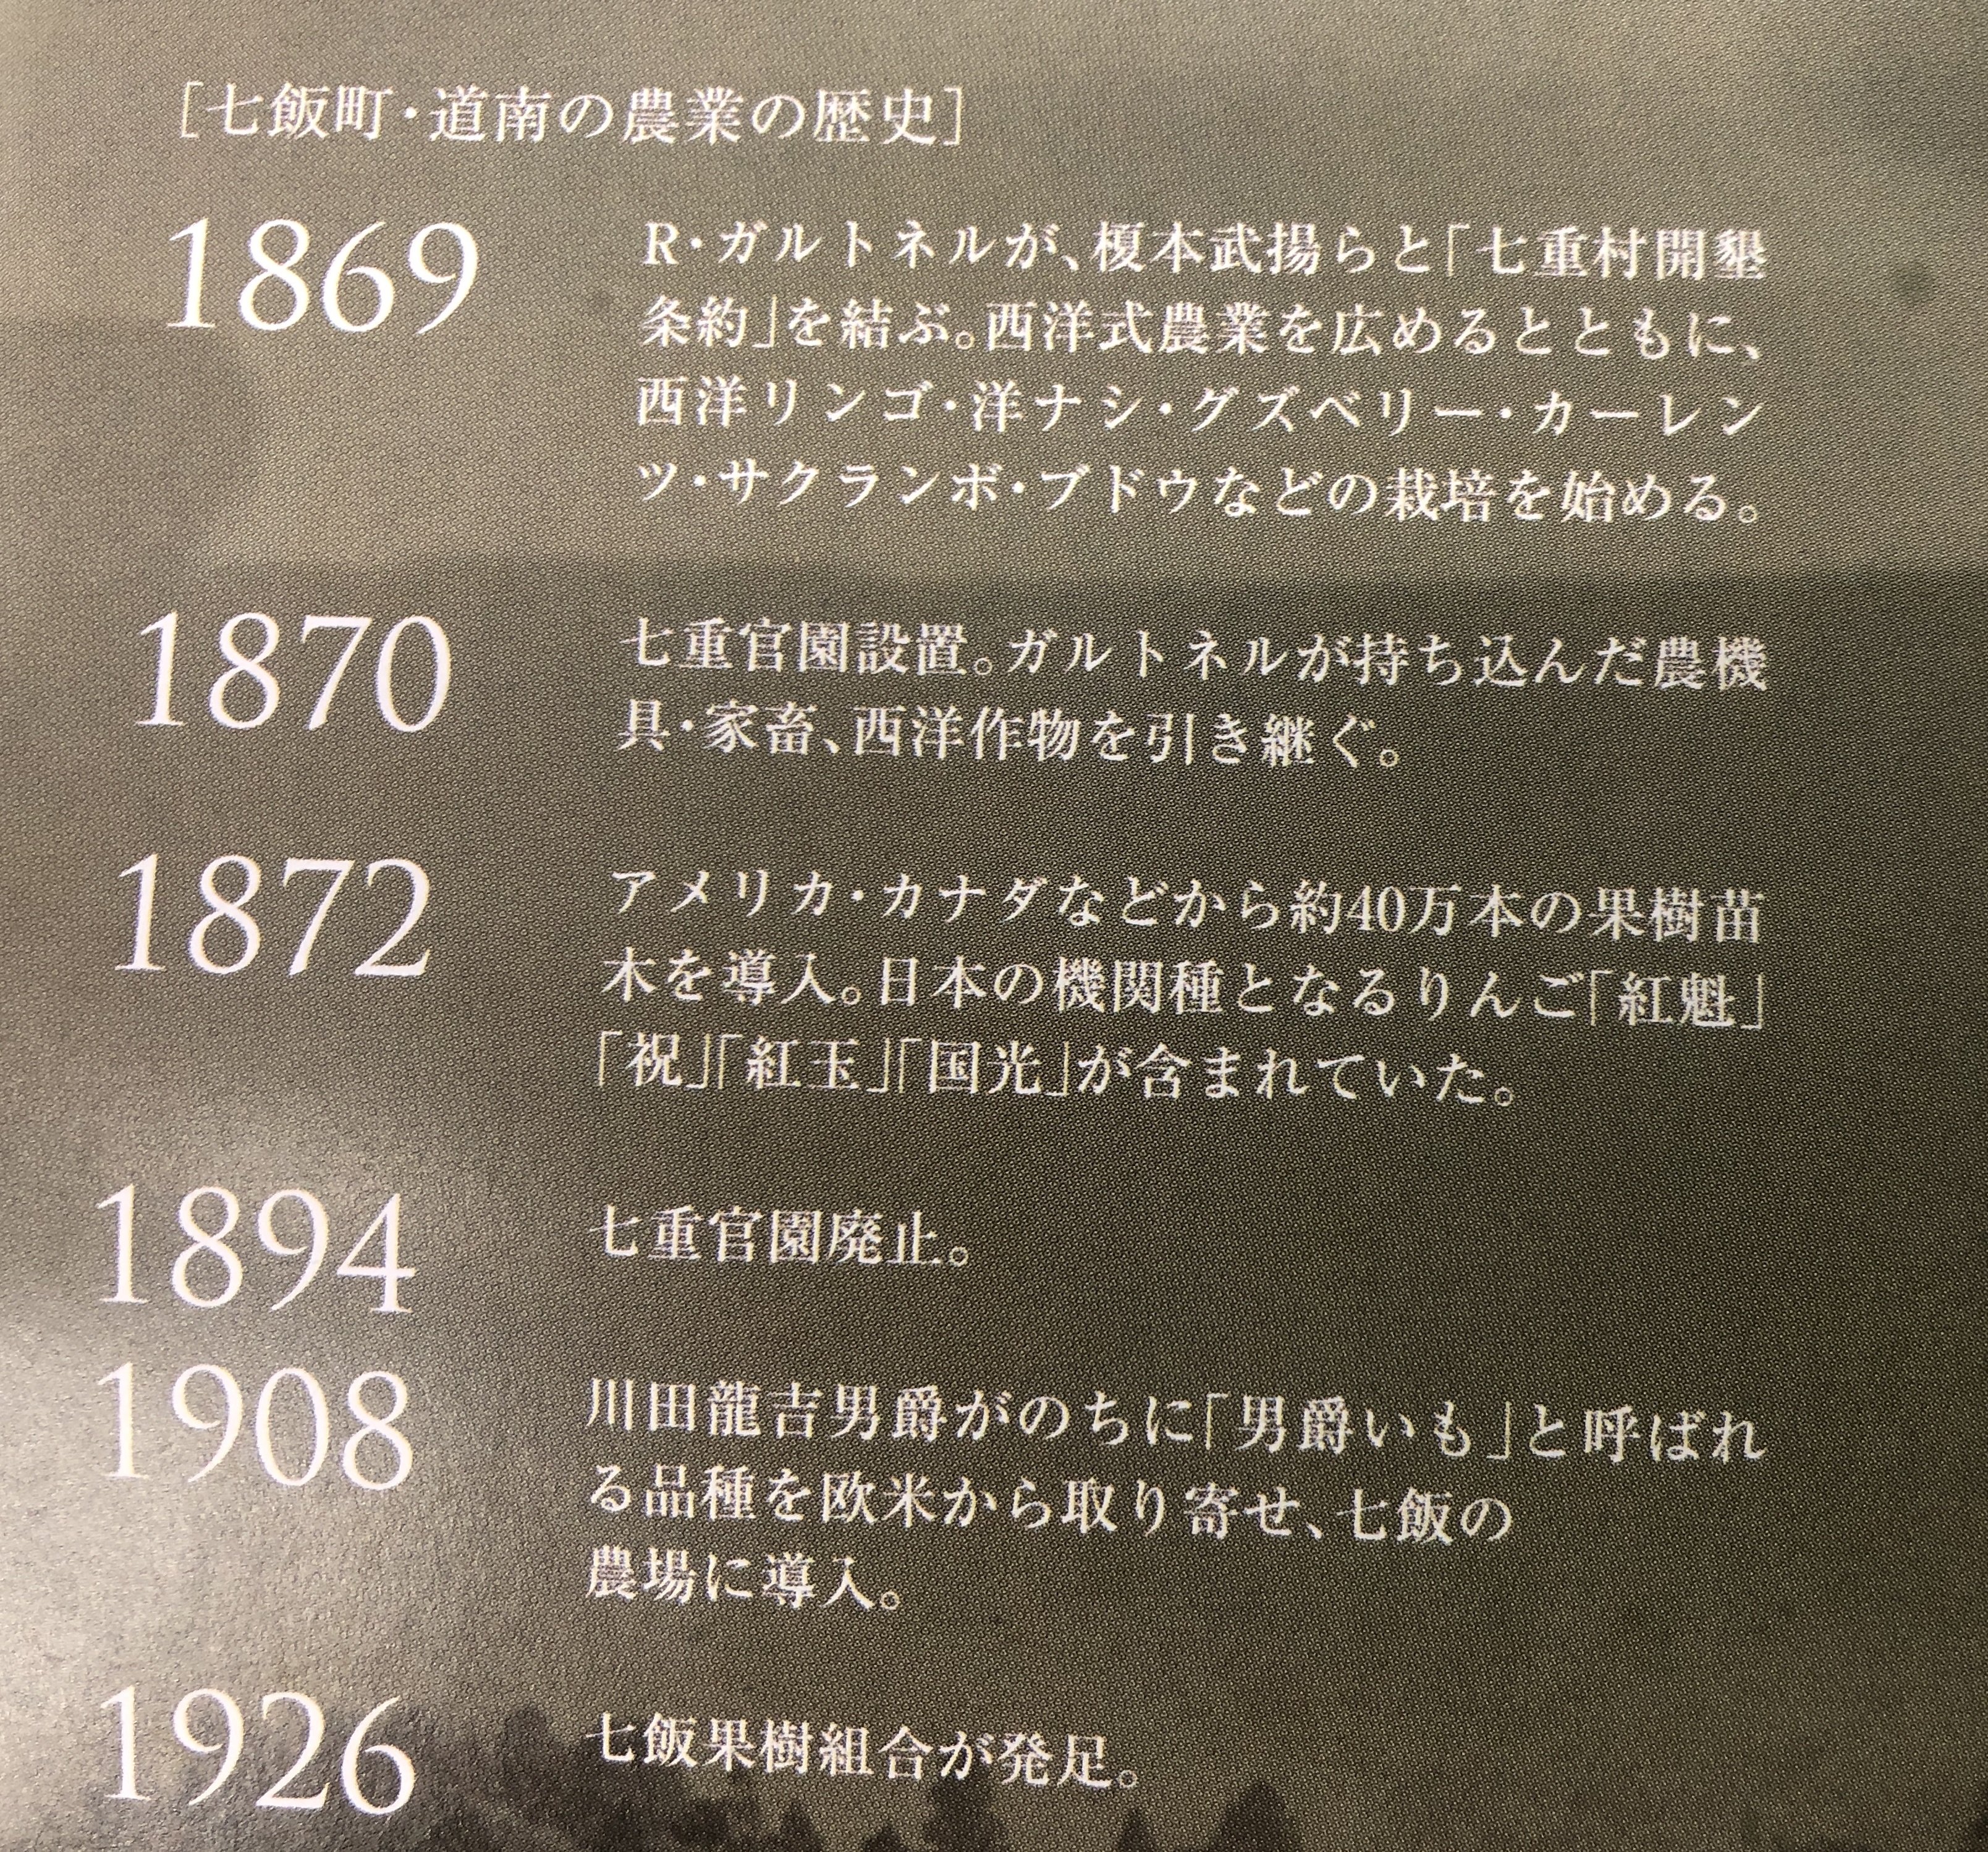 [七飯町・道南の農業の歴史]
1869
R・ガルトネルが、榎本武揚らと「七重村開墾
条約」を結ぶ。西洋式農業を広めるとともに、
西洋リンゴ・洋ナシ・グズベリー・カーレン
ツ・サクランボ・ブドウなどの栽培を始める。
1870
七重官園設置。ガルトネルが持ち込んだ農機
具・家畜、西洋作物を引き継ぐ。
1872
アメリカ・カナダなどから約40万本の果樹苗
木を導入。日本の機関種となるりんご「紅魁」
「祝」「紅玉」「国光」が含まれていた。
1894
七重官園廃止。
1908
川田龍吉男爵がのちに「男爵いも」と呼ばれ
る品種を欧米から取り寄せ、七飯の
農場に導入。
1926
七飯果樹組合が発足。